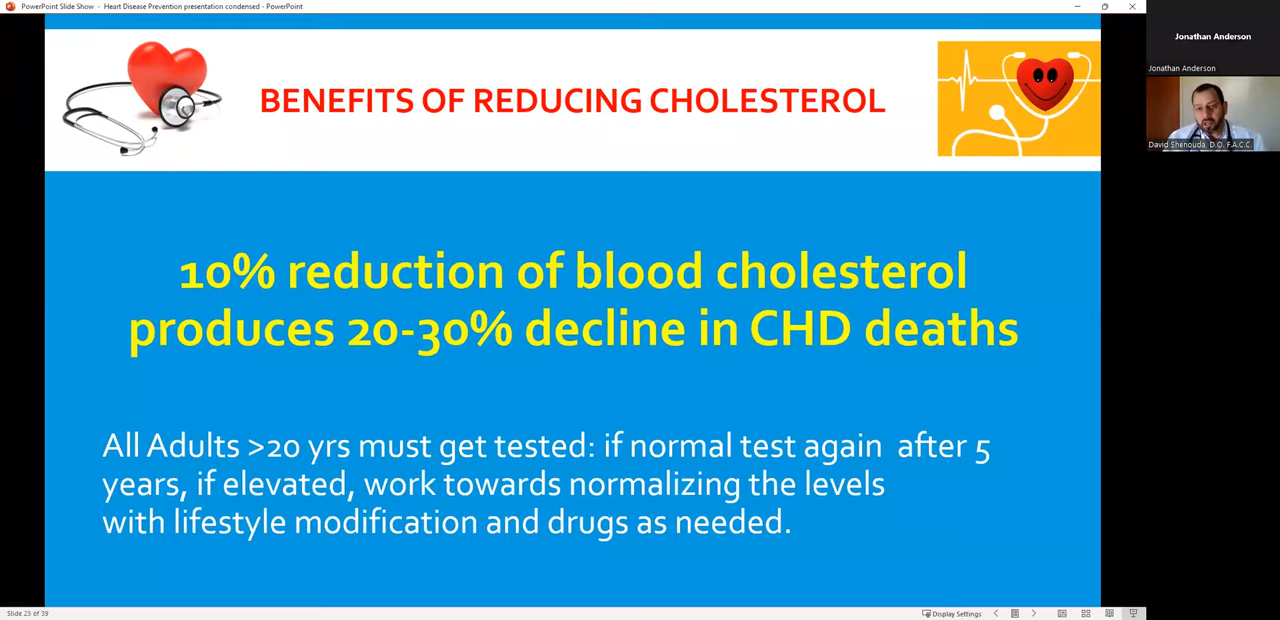 PowerPoint Slide Show - Heart Disease Prevention presentation condensed - PowerPoint
Jonathan Anderson
Jonathan Anderson
David Shenouda, D.O. F.A.C.C.
BENEFITS OF REDUCING CHOLESTEROL
10% reduction of blood cholesterol
produces 20-30% decline in CHD deaths
All Adults >20 yrs must get tested: if normal test again after 5
years, if elevated, work towards normalizing the levels
with lifestyle modification and drugs as needed.
Slide 25 of 39
Display Settings